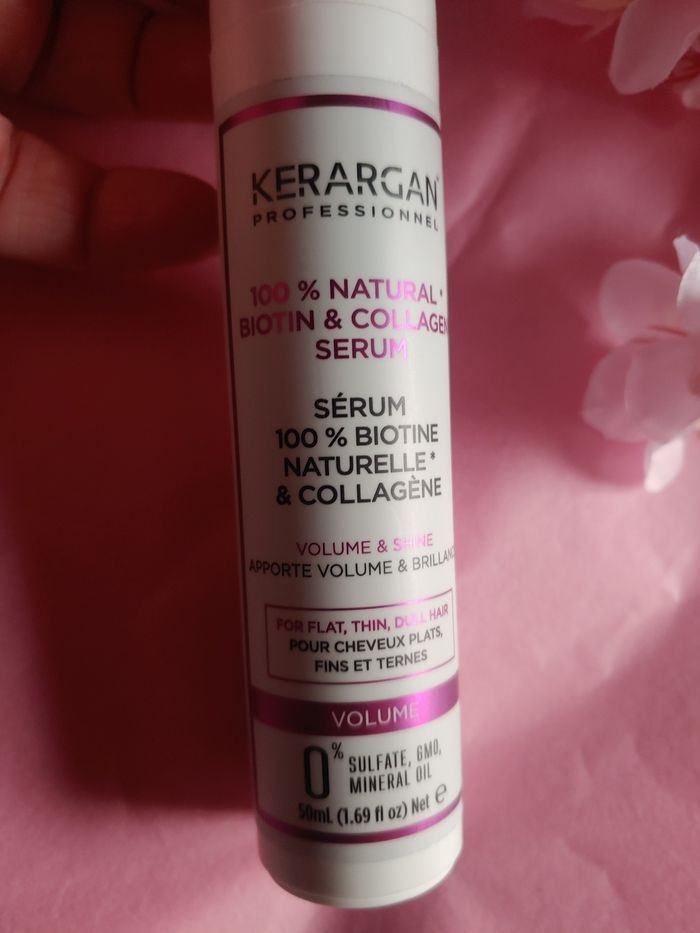 KERARGAN
PROFESSIONNEL
100 % NATURAL*
BIOTIN & COLLAGEN
SERUM
SÉRUM
100 % BIOTINE
NATURELLE*
& COLLAGÈNE
VOLUME & SHINE
APPORTE VOLUME & BRILLANC
FOR FLAT, THIN, DULL HAIR
POUR CHEVEUX PLATS,
FINS ET TERNES
VOLUME
0% SULFATE, GMO,
MINERAL OIL
50mL (1.69 fl oz) Net e